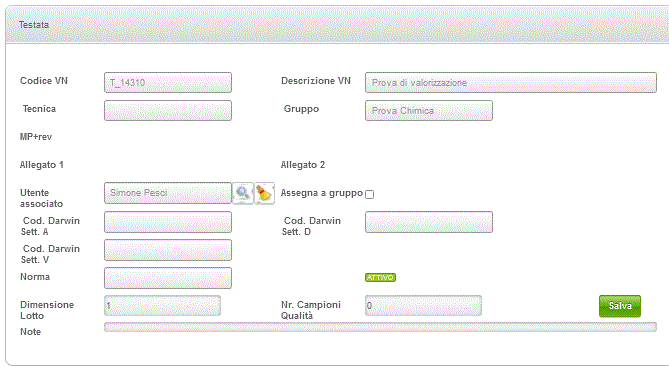 Testata
Codice VN T_14310 Descrizione VN Prova di valorizzazione
Tecnica Gruppo Prova Chimica
MP+rev
Allegato 1 Allegato 2
Utente associato Simone Pesci Assegna a gruppo
Cod. Darwin Sett. A Cod. Darwin Sett. D
Cod. Darwin Sett. V
Norma ATTIVO
Dimensione Lotto 1 Nr. Campioni Qualità 0 Salva
Note